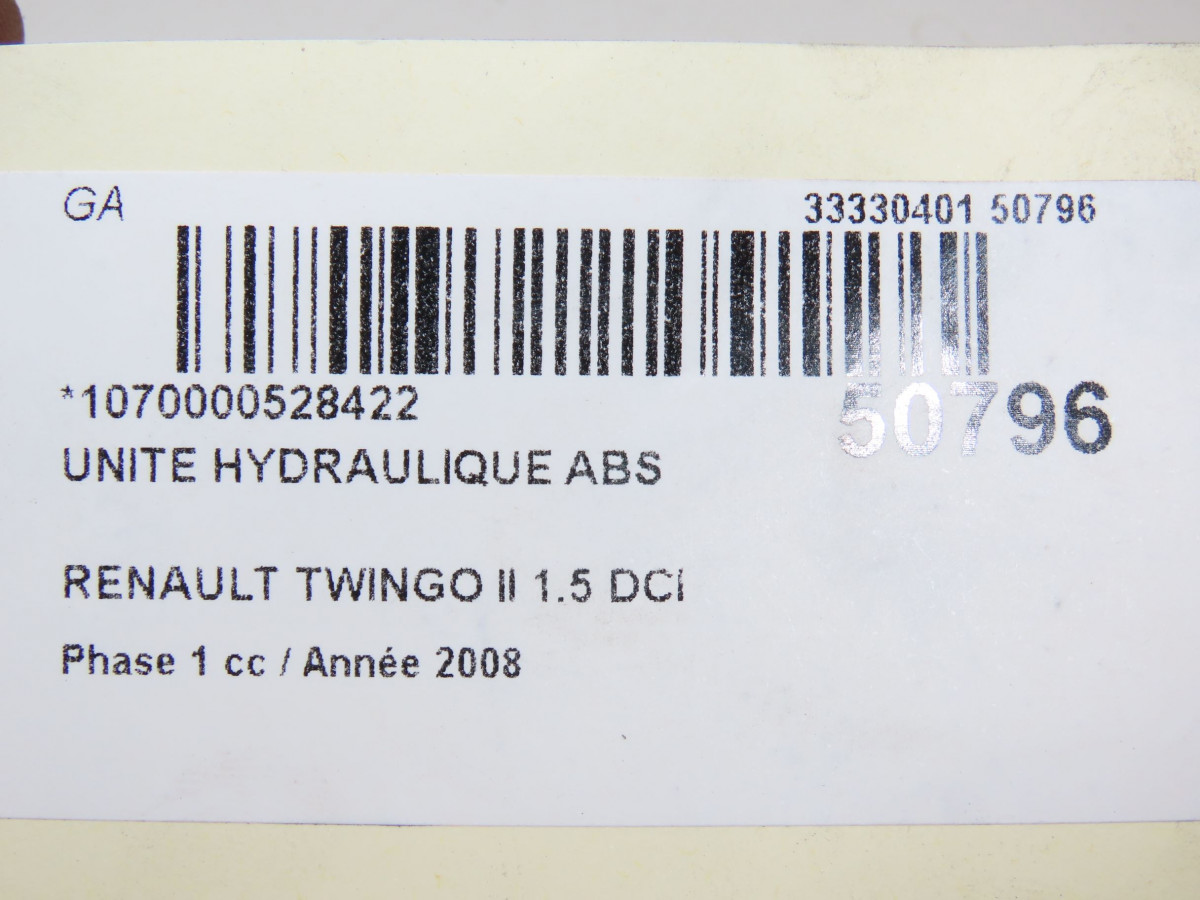 GA
33330401 50796
*1070000528422
50796
UNITE HYDRAULIQUE ABS
RENAULT TWINGO II 1.5 DCI
Phase 1 cc / Année 2008